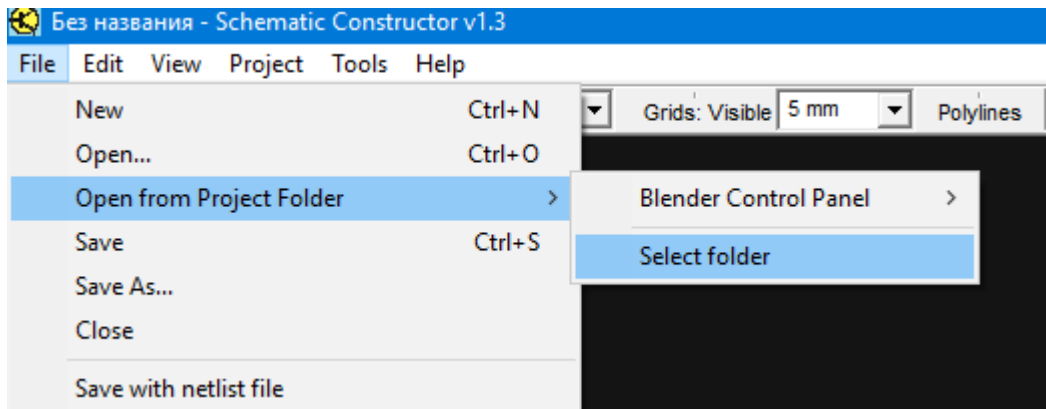 Без названия - Schematic Constructor v1.3
File Edit View Project Tools Help
New Ctrl+N
Grids: Visible 5 mm Polylines
Open... Ctrl+O
Open from Project Folder >
Blender Control Panel >
Save Ctrl+S
Select folder
Save As...
Close
Save with netlist file